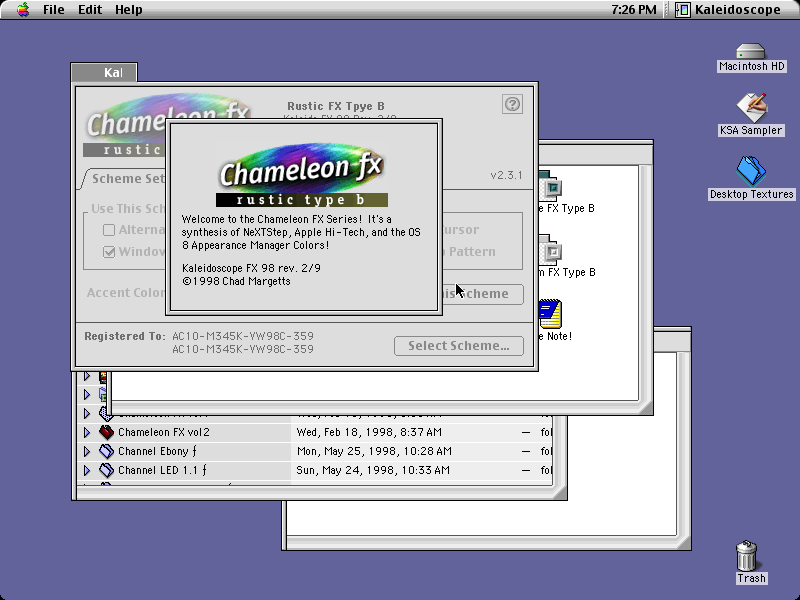 File Edit Help
7:26 PM
Kaleidoscope
Macintosh HD
KSA Sampler
Desktop Textures
Trash
Kal
Chameleon fx
rustic
Rustic FX Tpye B
v2.3.1
Scheme Set
Use This Sch
Alterna
Window
ursor
Pattern
Accent Color
is Scheme
Registered To: AC10-M345K-VW98C-359
AC10-M345K-VW98C-359
Select Scheme...
Chameleon fx
rustic type b
Welcome to the Chameleon FX Series! It's a
synthesis of NeXTStep, Apple Hi-Tech, and the OS
8 Appearance Manager Colors!
Kaleidoscope FX 98 rev. 2/9
©1998 Chad Margetts
e FX Type B
m FX Type B
e Note!
Chameleon FX vol2 Wed, Feb 18, 1998, 8:37 AM — fol
Channel Ebony ƒ Mon, May 25, 1998, 10:28 AM — fol
Channel LED 1.1 ƒ Sun, May 24, 1998, 10:33 AM — fol